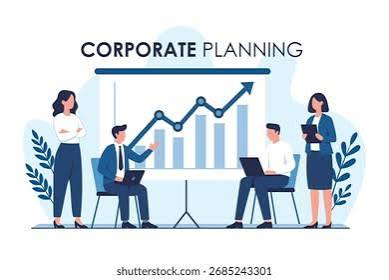 CORPORATE PLANNING
shutterstock.com · 2685243301